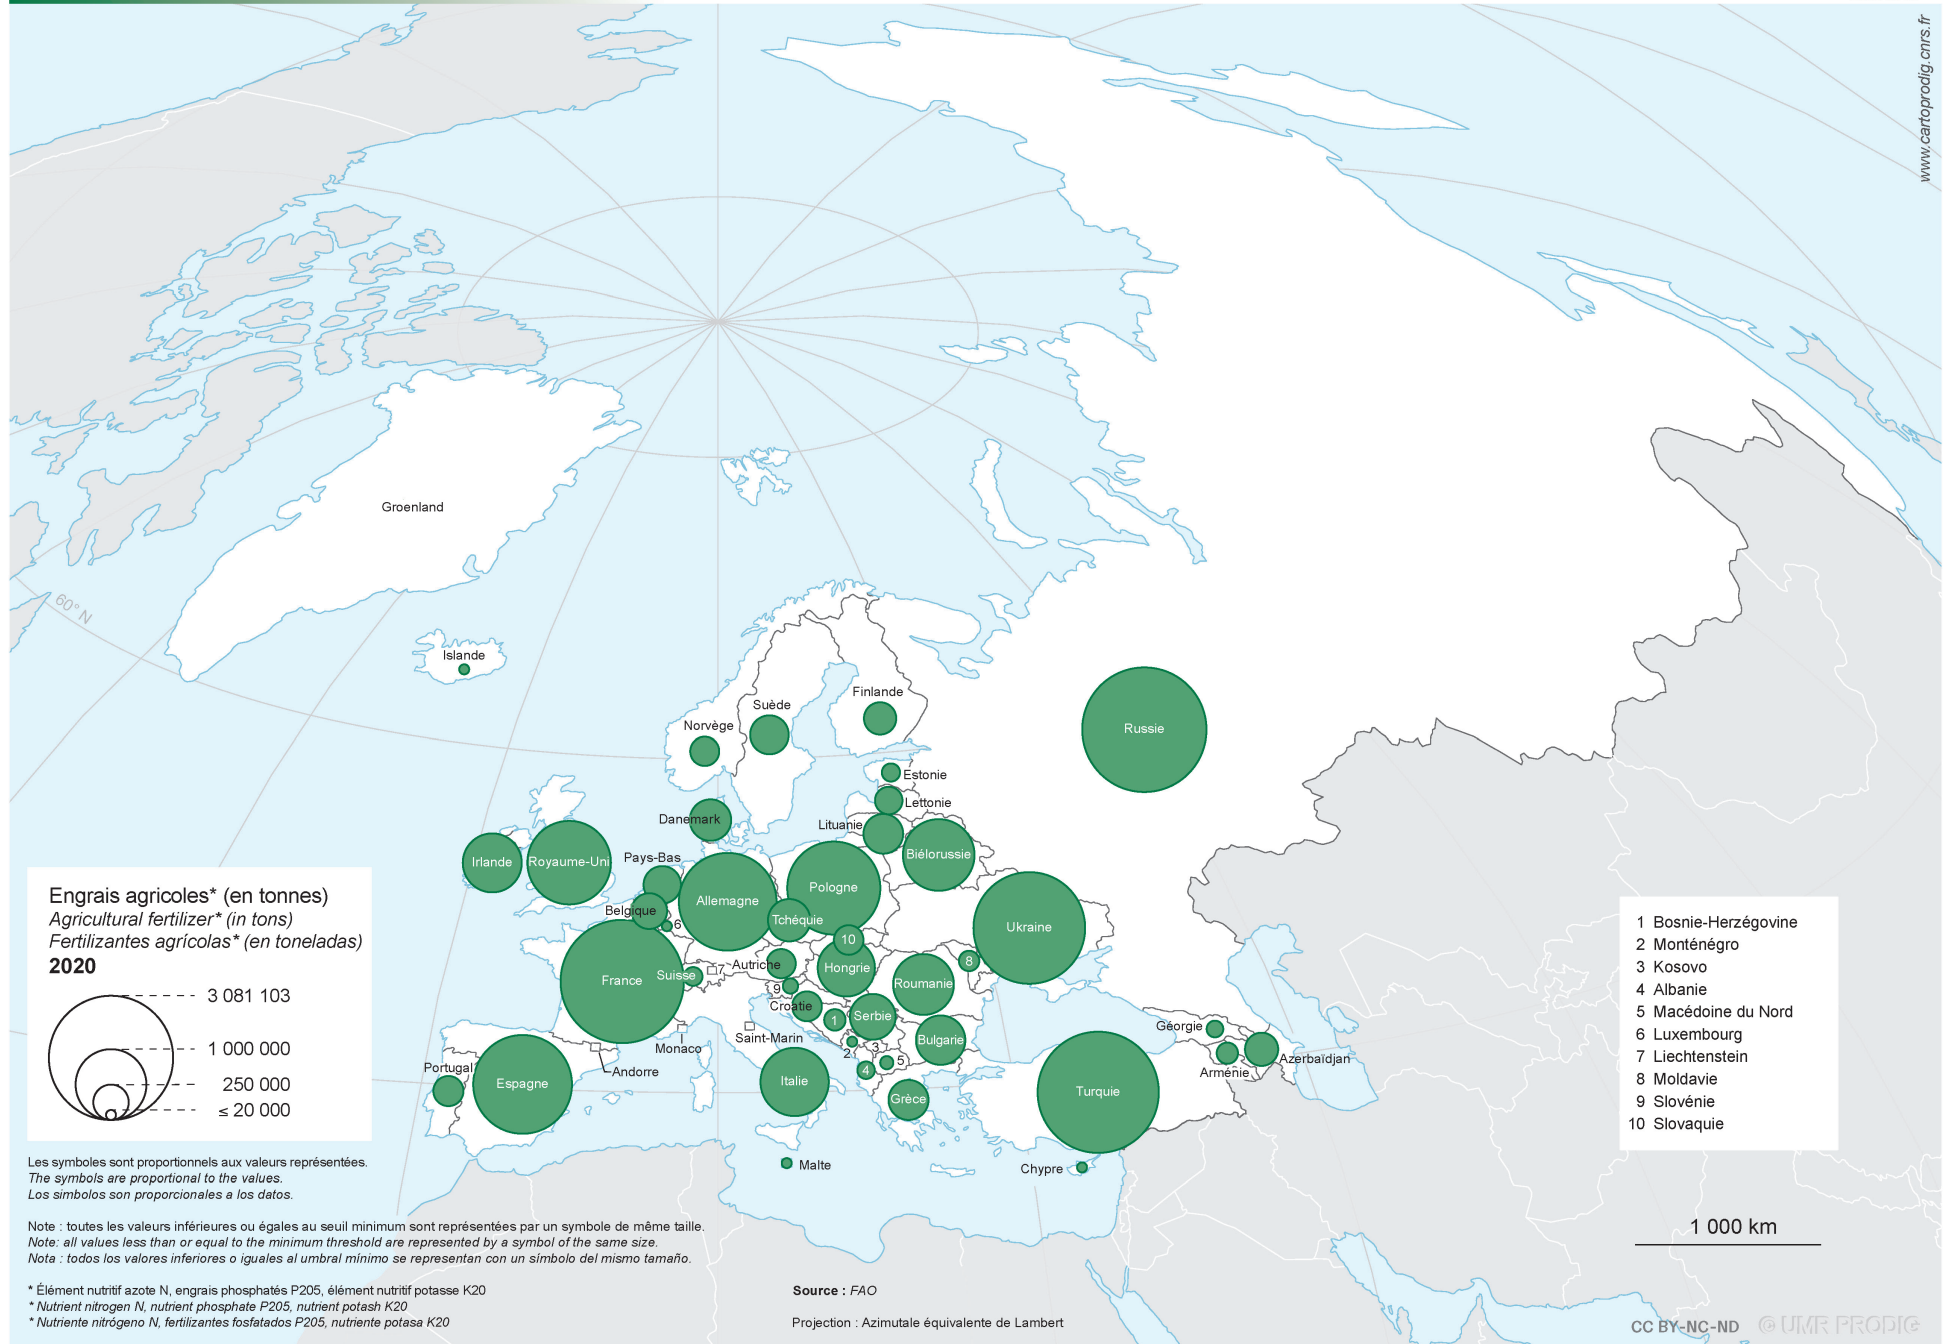 www.cartoprodig.cnrs.fr
Groenland
60° N
Islande
Finlande
Suède
Norvège
Russie
Estonie
Lettonie
Danemark
Lituanie
Biélorussie
Irlande
Royaume-Uni
Pays-Bas
Pologne
Allemagne
Belgique
Tchéquie
6
Ukraine
10
8
Autriche
Hongrie
7
Suisse
France
Roumanie
9
Croatie
Serbie
1
Géorgie
Saint-Marin
Bulgarie
Monaco
2
3
5
Azerbaïdjan
Portugal
Andorre
4
Arménie
Espagne
Italie
Grèce
Turquie
Malte
Chypre
Engrais agricoles* (en tonnes)
Agricultural fertilizer* (in tons)
Fertilizantes agrícolas* (en toneladas)
2020
3 081 103
1 000 000
250 000
≤ 20 000
1 Bosnie-Herzégovine
2 Monténégro
3 Kosovo
4 Albanie
5 Macédoine du Nord
6 Luxembourg
7 Liechtenstein
8 Moldavie
9 Slovénie
10 Slovaquie
Les symboles sont proportionnels aux valeurs représentées.
The symbols are proportional to the values.
Los simbolos son proporcionales a los datos.
Note : toutes les valeurs inférieures ou égales au seuil minimum sont représentées par un symbole de même taille.
Note: all values less than or equal to the minimum threshold are represented by a symbol of the same size.
Nota : todos los valores inferiores o iguales al umbral mínimo se representan con un símbolo del mismo tamaño.
* Élément nutritif azote N, engrais phosphatés P205, élément nutritif potasse K20
* Nutrient nitrogen N, nutrient phosphate P205, nutrient potash K20
* Nutriente nitrógeno N, fertilizantes fosfatados P205, nutriente potasa K20
Source : FAO
Projection : Azimutale équivalente de Lambert
1 000 km
CC BY-NC-ND © UMR PRODIG